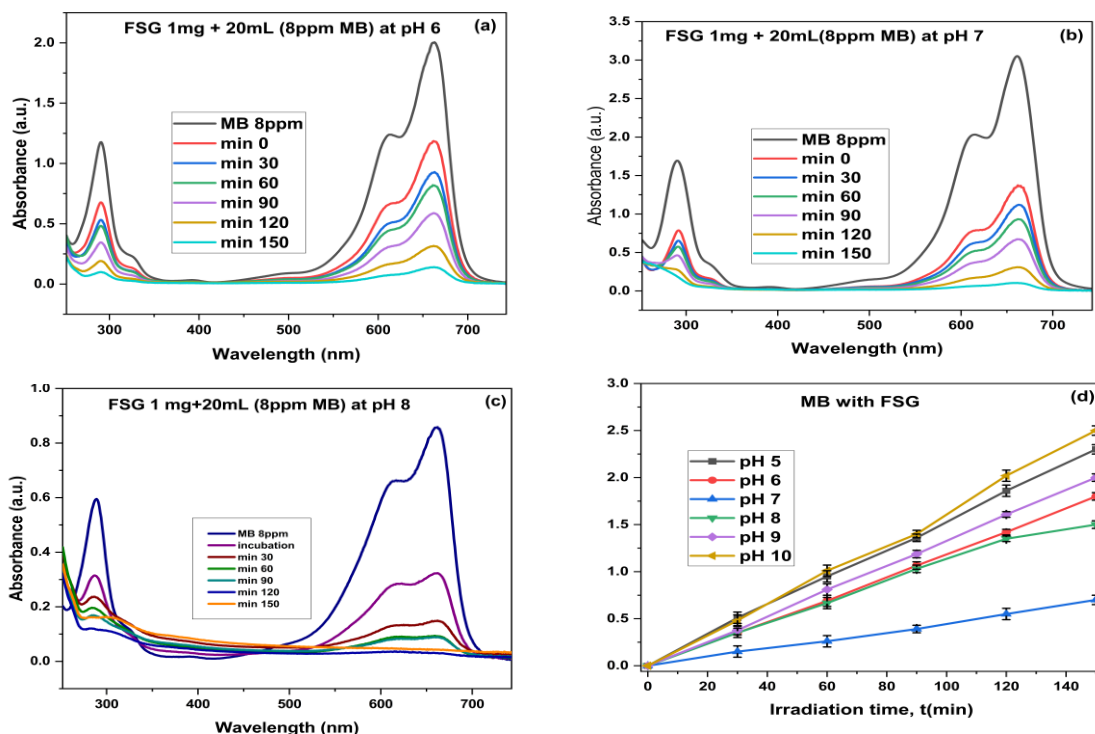 FSG 1mg + 20mL (8ppm MB) at pH 6
(a)
2.0
1.5
1.0
0.5
0.0
Absorbance (a.u.)
MB 8ppm
min 0
min 30
min 60
min 90
min 120
min 150
300
400
500
600
700
Wavelength (nm)
FSG 1mg + 20mL(8ppm MB) at pH 7
(b)
3.5
3.0
2.5
2.0
1.5
1.0
0.5
0.0
Absorbance (a.u.)
MB 8ppm
min 0
min 30
min 60
min 90
min 120
min 150
300
400
500
600
700
Wavelength (nm)
FSG 1 mg+20mL (8ppm MB) at pH 8
(c)
1.0
0.8
0.6
0.4
0.2
0.0
Absorbance (a.u.)
MB 8ppm
incubation
min 30
min 60
min 90
min 120
min 150
300
400
500
600
700
Wavelength (nm)
MB with FSG
(d)
3.0
2.5
2.0
1.5
1.0
0.5
0.0
pH 5
pH 6
pH 7
pH 8
pH 9
pH 10
0
20
40
60
80
100
120
140
Irradiation time, t(min)